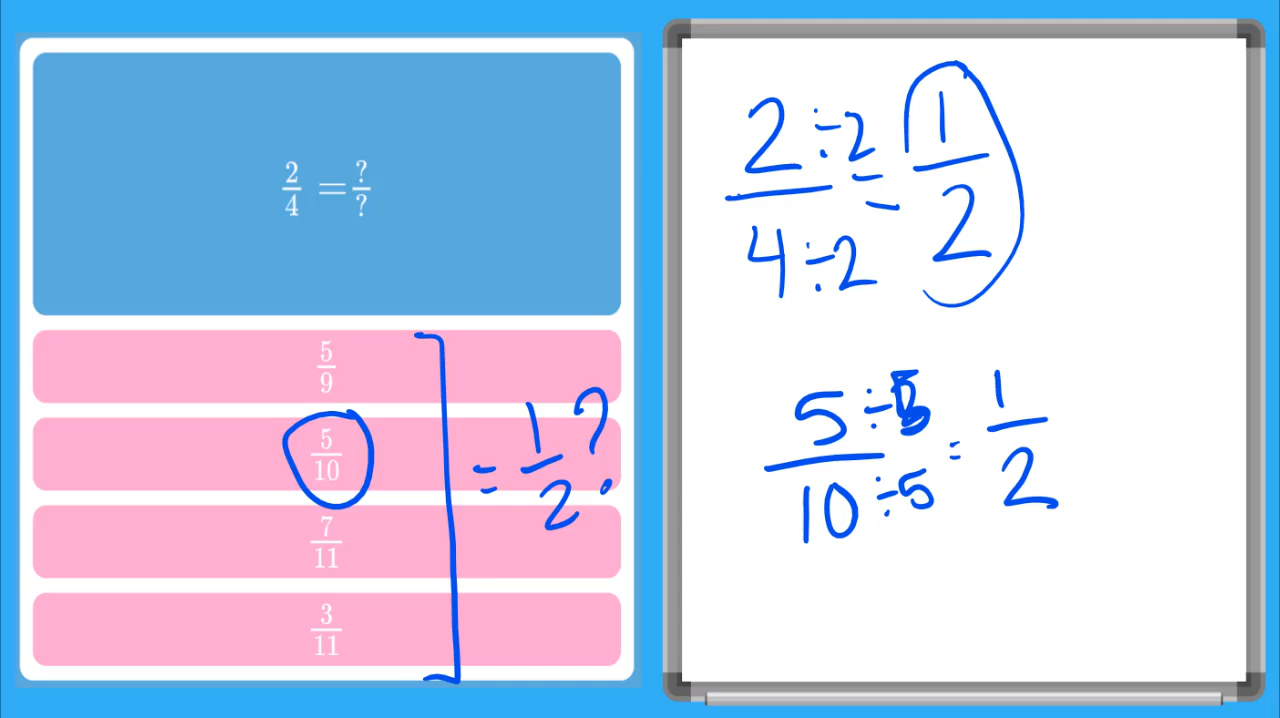 2/4 = ?/?
5/9
5/10
7/11
3/11
= 1/2 ?
2÷2/4÷2 = 1/2
5÷5/10÷5 = 1/2